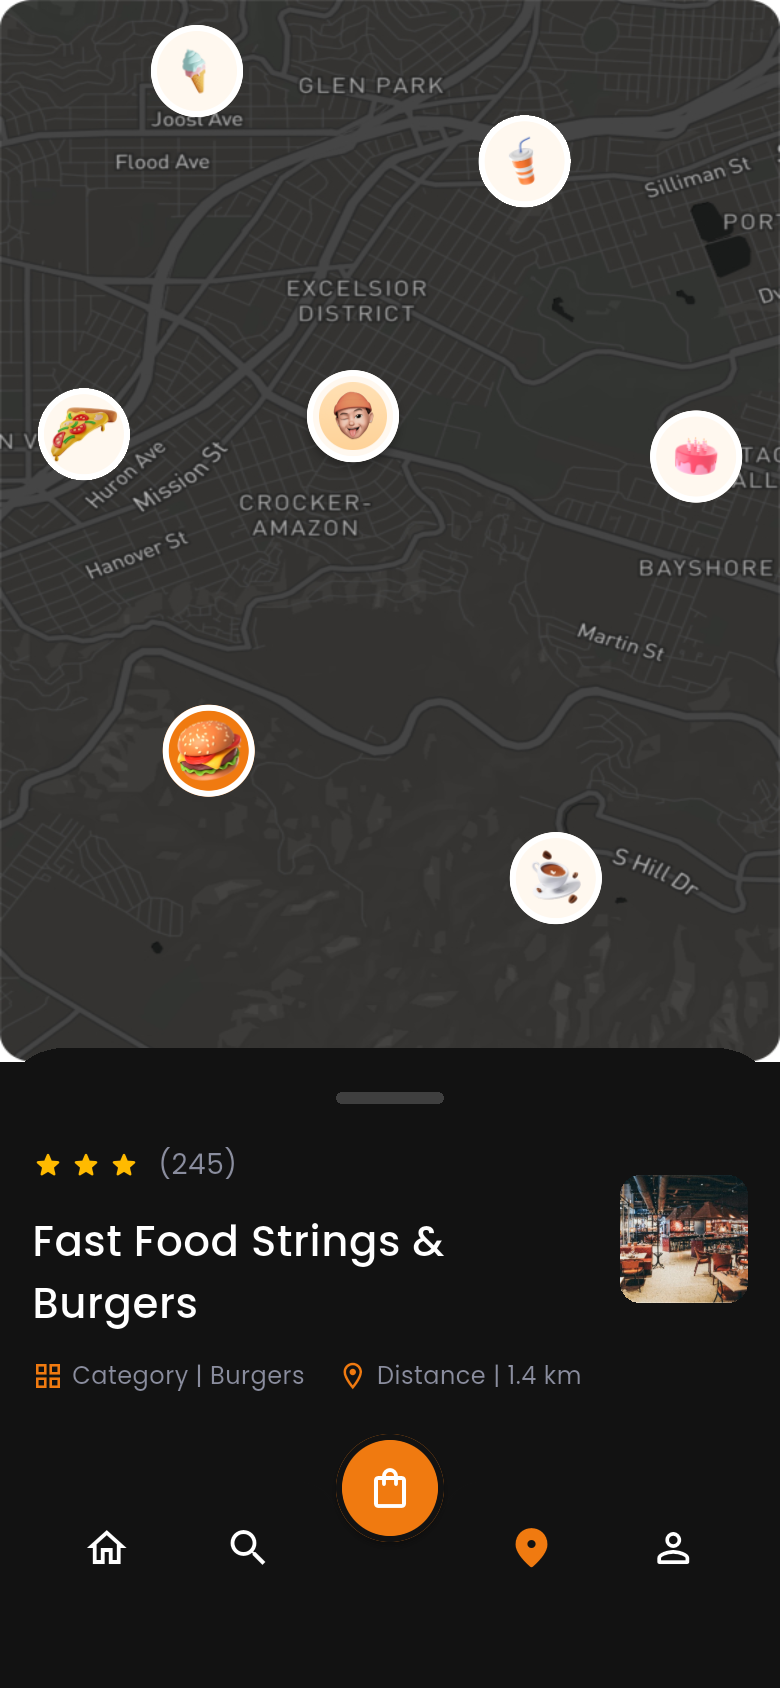 GLEN PARK
Joost Ave
Flood Ave
Silliman St
EXCELSIOR
DISTRICT
Huron Ave
Mission St
CROCKER-
AMAZON
Hanover St
BAYSHORE
Martin St
S Hill Dr
(245)
Fast Food Strings &
Burgers
Category | Burgers
Distance | 1.4 km